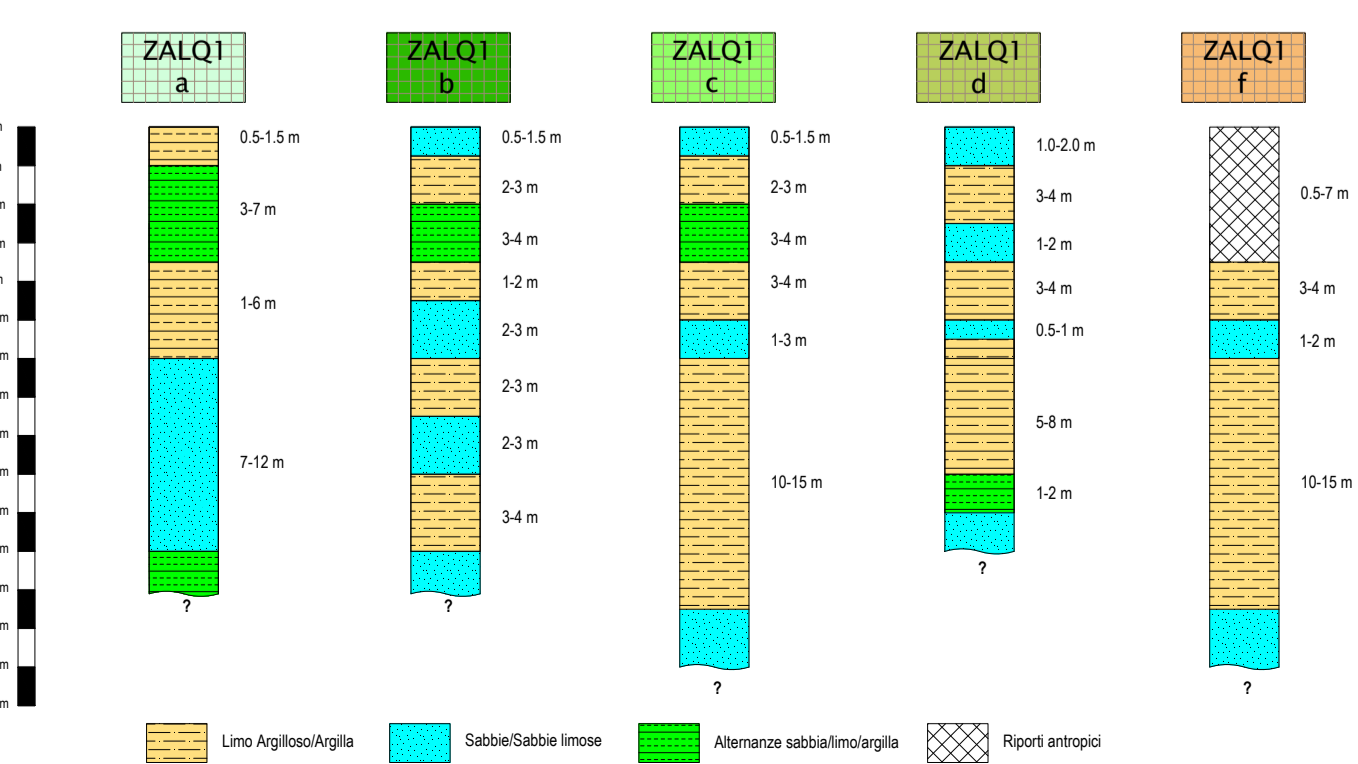 ZALQ1
a
ZALQ1
b
ZALQ1
c
ZALQ1
d
ZALQ1
f
0.5-1.5 m
3-7 m
1-6 m
7-12 m
?
0.5-1.5 m
2-3 m
3-4 m
1-2 m
2-3 m
2-3 m
2-3 m
3-4 m
?
0.5-1.5 m
2-3 m
3-4 m
3-4 m
1-3 m
10-15 m
?
1.0-2.0 m
3-4 m
1-2 m
3-4 m
0.5-1 m
5-8 m
1-2 m
?
0.5-7 m
3-4 m
1-2 m
10-15 m
?
Limo Argilloso/Argilla
Sabbie/Sabbie limose
Alternanze sabbia/limo/argilla
Riporti antropici